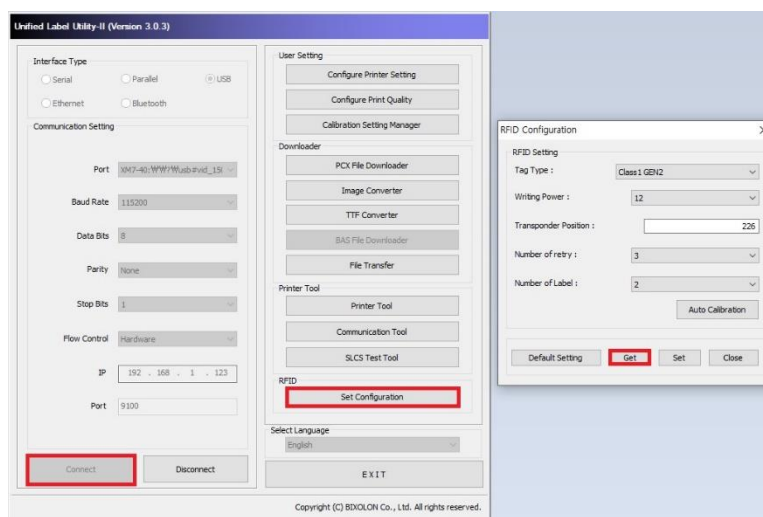 Unified Label Utility-II (Version 3.0.3)
Interface Type
Serial
Parallel
USB
Ethernet
Bluetooth
Communication Setting
Port
Baud Rate 115200
Data Bits 8
Parity None
Stop Bits 1
Flow Control Hardware
IP 192 . 168 . 1 . 123
Port 9100
Connect
Disconnect
User Setting
Configure Printer Setting
Configure Print Quality
Calibration Setting Manager
Downloader
PCX File Downloader
Image Converter
TTF Converter
BAS File Downloader
File Transfer
Printer Tool
Printer Tool
Communication Tool
SLCS Test Tool
RFID
Set Configuration
Select Language
English
EXIT
Copyright (C) BIXOLON Co., Ltd. All rights reserved.
RFID Configuration
RFID Setting
Tag Type : Class1 GEN2
Writing Power : 12
Transponder Position : 226
Number of retry : 3
Number of Label : 2
Auto Calibration
Default Setting
Get
Set
Close